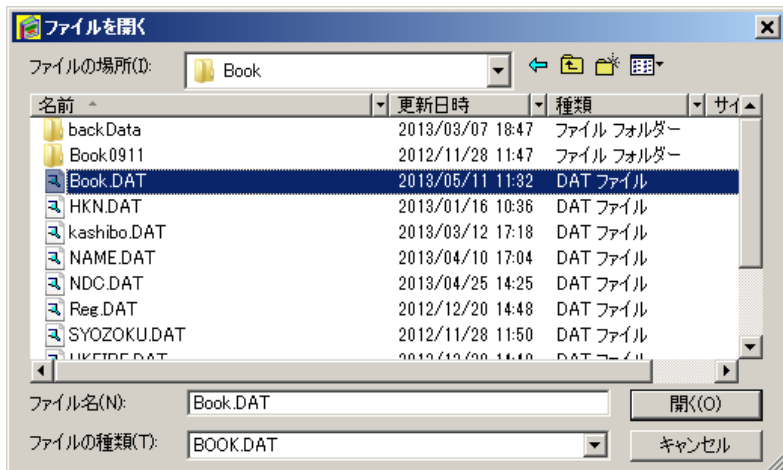 ファイルを開く
ファイルの場所(I): Book
名前 更新日時 種類 サイ
backData 2013/03/07 18:47 ファイル フォルダー
Book0911 2012/11/28 11:47 ファイル フォルダー
Book.DAT 2013/05/11 11:32 DAT ファイル
HKN.DAT 2013/01/16 10:36 DAT ファイル
kashibo.DAT 2013/03/12 17:18 DAT ファイル
NAME.DAT 2013/04/10 17:04 DAT ファイル
NDC.DAT 2013/04/25 14:25 DAT ファイル
Reg.DAT 2012/12/20 14:48 DAT ファイル
SYOZOKU.DAT 2012/11/28 11:50 DAT ファイル
ファイル名(N): Book.DAT 開く(O)
ファイルの種類(T): BOOK.DAT キャンセル